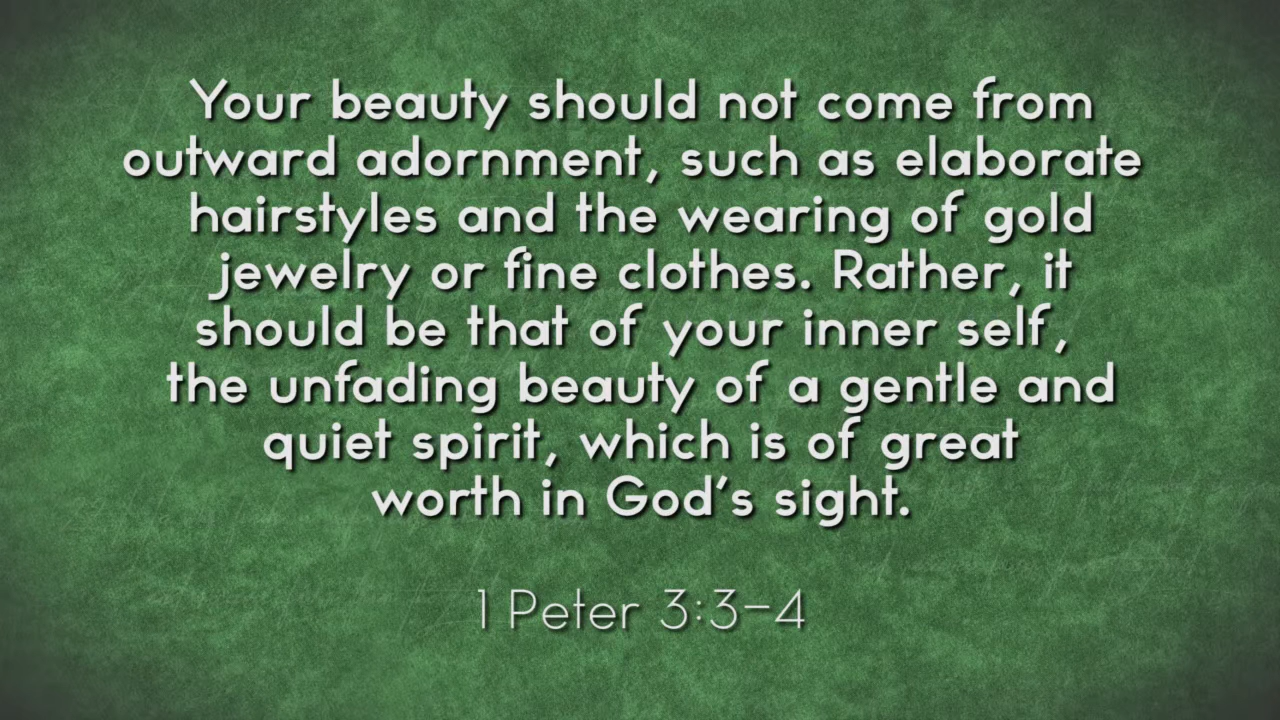 Your beauty should not come from
outward adornment, such as elaborate
hairstyles and the wearing of gold
jewelry or fine clothes. Rather, it
should be that of your inner self,
the unfading beauty of a gentle and
quiet spirit, which is of great
worth in God's sight.
1 Peter 3:3–4